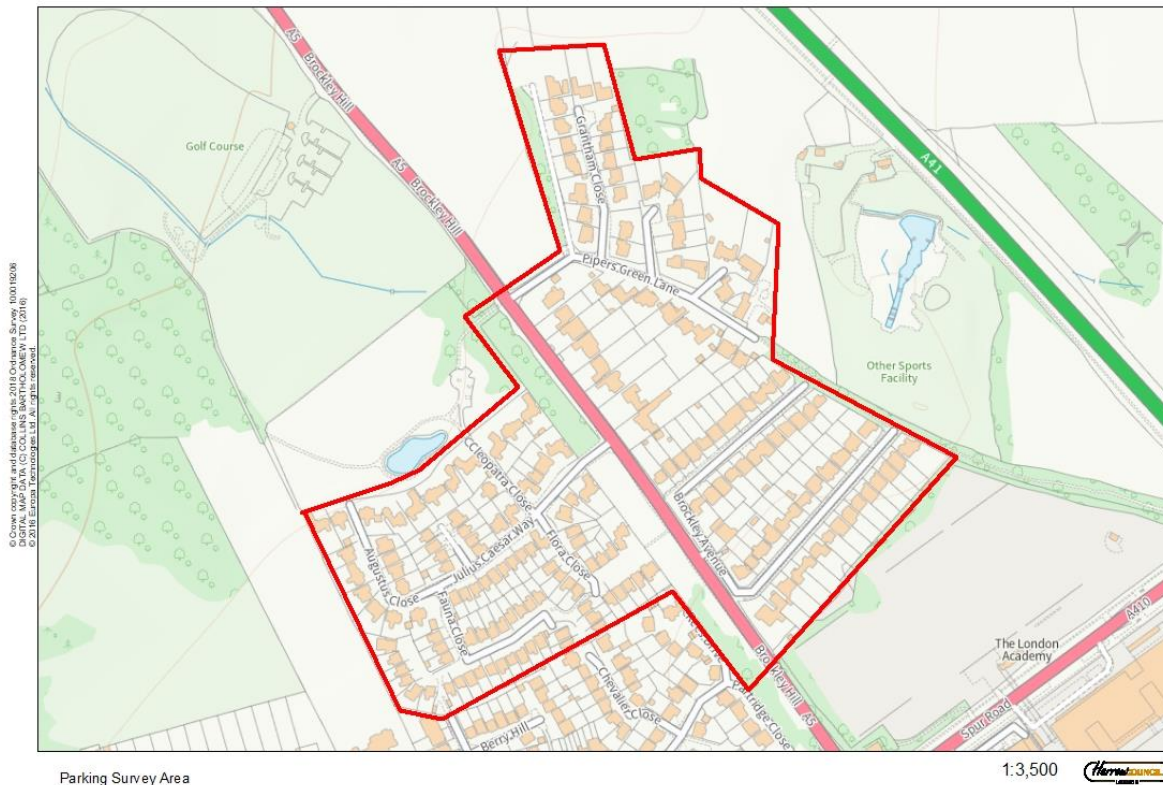 A5
Brockley Hill
A5
Brockley Hill
Golf Course
Grantham Close
Pipers Green Lane
A41
Other Sports
Facility
Cleopatra Close
Julius Caesar Way
Flora Close
Augustus Close
Fauna Close
Brockley Avenue
Brockley Hill
A5
Chevalier Close
Partridge Close
Berry Hill
The London
Academy
Spur Road
A410
© Crown copyright and database rights 2018 Ordnance Survey 100019206
DIGITAL MAP DATA (C) COLLINS BARTHOLOMEW LTD (2016)
© 2016 Europa Technologies Ltd. All rights reserved.
Parking Survey Area
1:3,500
Harrow COUNCIL
LONDON